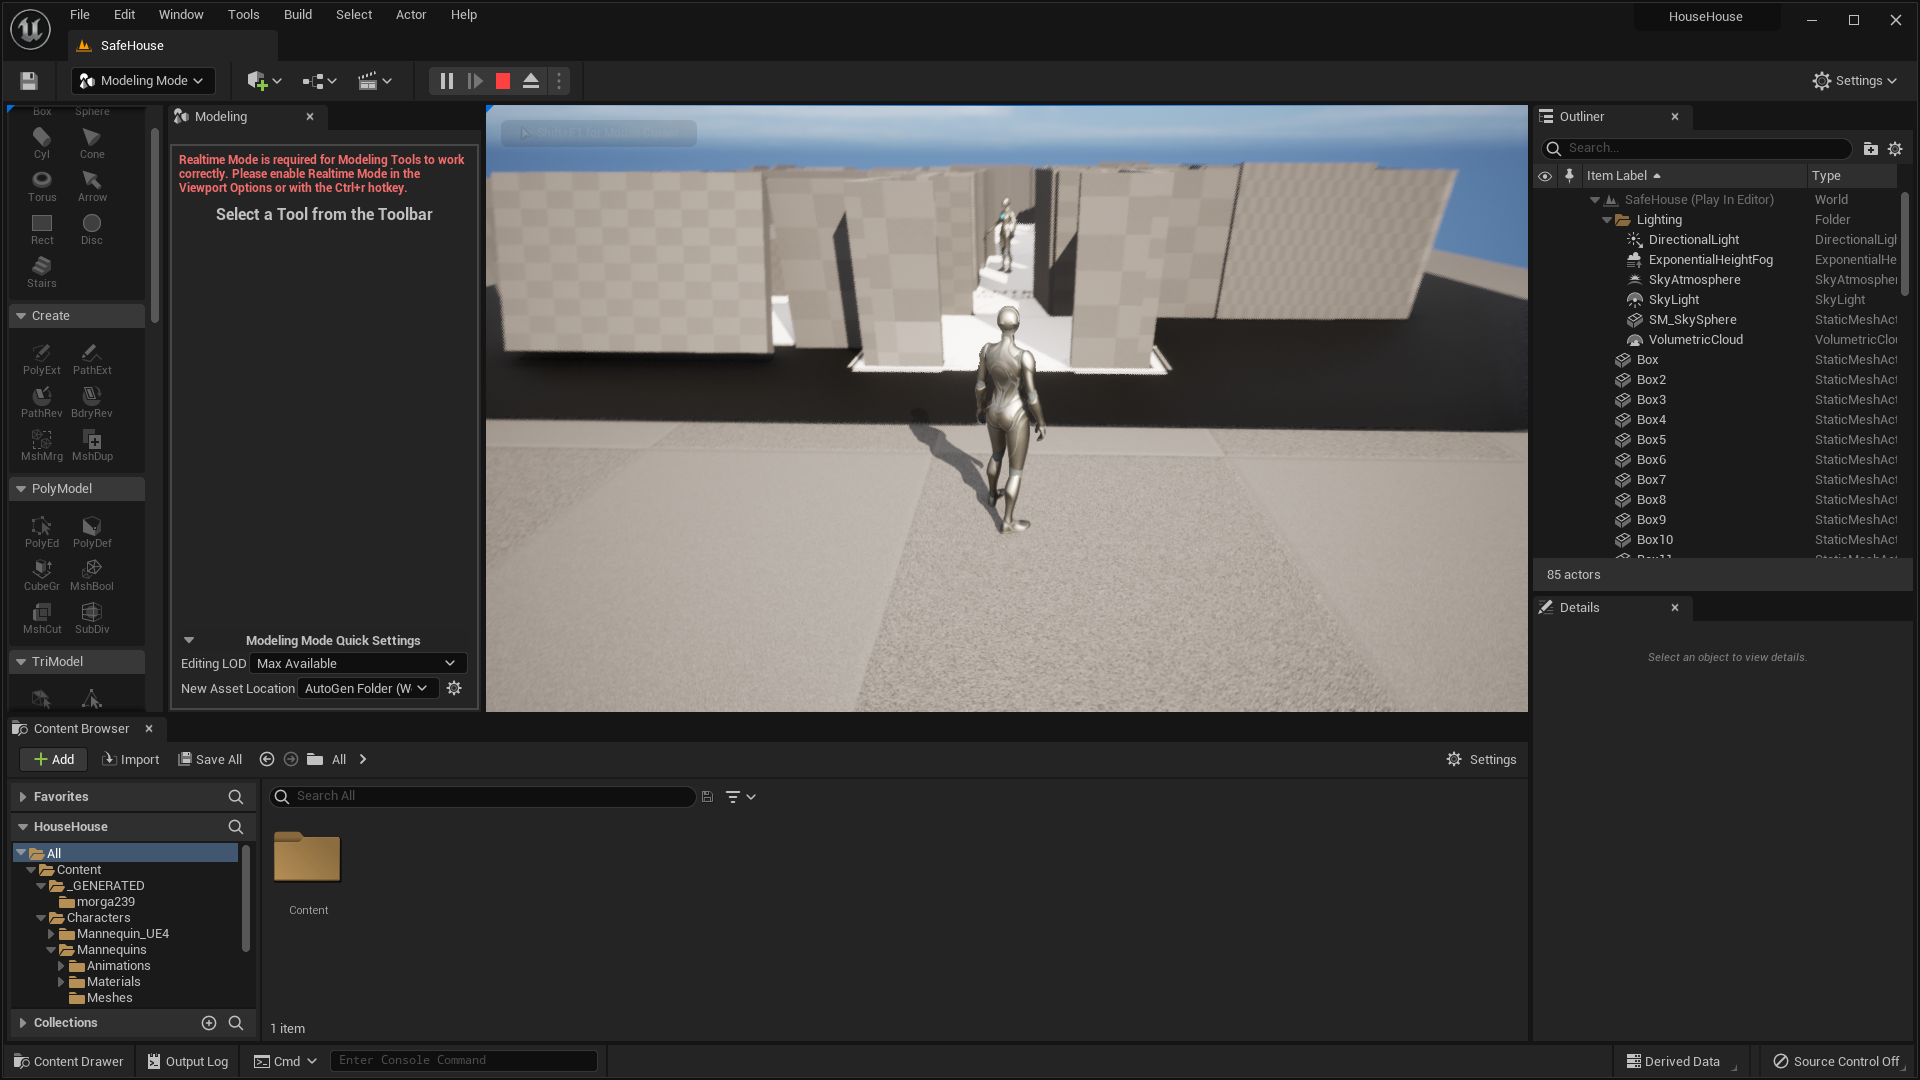 File Edit Window Tools Build Select Actor Help
HouseHouse
SafeHouse
Modeling Mode
Settings
Box Sphere
Cyl Cone
Torus Arrow
Rect Disc
Stairs
Create
PolyExt PathExt
PathRev BdryRev
MshMrg MshDup
PolyModel
PolyEd PolyDef
CubeGr MshBool
MshCut SubDiv
TriModel
Modeling
Realtime Mode is required for Modeling Tools to work
correctly. Please enable Realtime Mode in the
Viewport Options or with the Ctrl+r hotkey.
Select a Tool from the Toolbar
Modeling Mode Quick Settings
Editing LOD Max Available
New Asset Location AutoGen Folder (W
Outliner
Search...
Item Label Type
SafeHouse (Play In Editor) World
Lighting Folder
DirectionalLight DirectionalLigh
ExponentialHeightFog ExponentialHe
SkyAtmosphere SkyAtmospher
SkyLight SkyLight
SM_SkySphere StaticMeshAct
VolumetricCloud VolumetricClou
Box StaticMeshAct
Box2 StaticMeshAct
Box3 StaticMeshAct
Box4 StaticMeshAct
Box5 StaticMeshAct
Box6 StaticMeshAct
Box7 StaticMeshAct
Box8 StaticMeshAct
Box9 StaticMeshAct
Box10 StaticMeshAct
Box11 StaticMeshAct
85 actors
Details
Select an object to view details.
Content Browser
Add Import Save All All
Settings
Favorites
HouseHouse
All
Content
_GENERATED
morga239
Characters
Mannequin_UE4
Mannequins
Animations
Materials
Meshes
Collections
Search All
Content
1 item
Content Drawer Output Log Cmd Enter Console Command
Derived Data Source Control Off